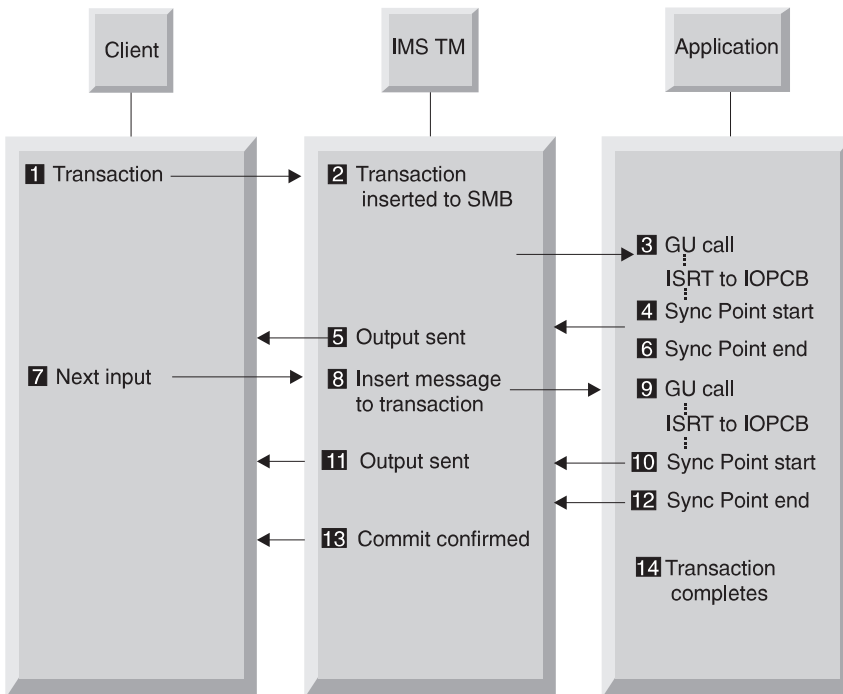 Client
IMS TM
Application
1 Transaction
2 Transaction
inserted to SMB
3 GU call
ISRT to IOPCB
4 Sync Point start
5 Output sent
6 Sync Point end
7 Next input
8 Insert message
to transaction
9 GU call
ISRT to IOPCB
10 Sync Point start
11 Output sent
12 Sync Point end
13 Commit confirmed
14 Transaction
completes